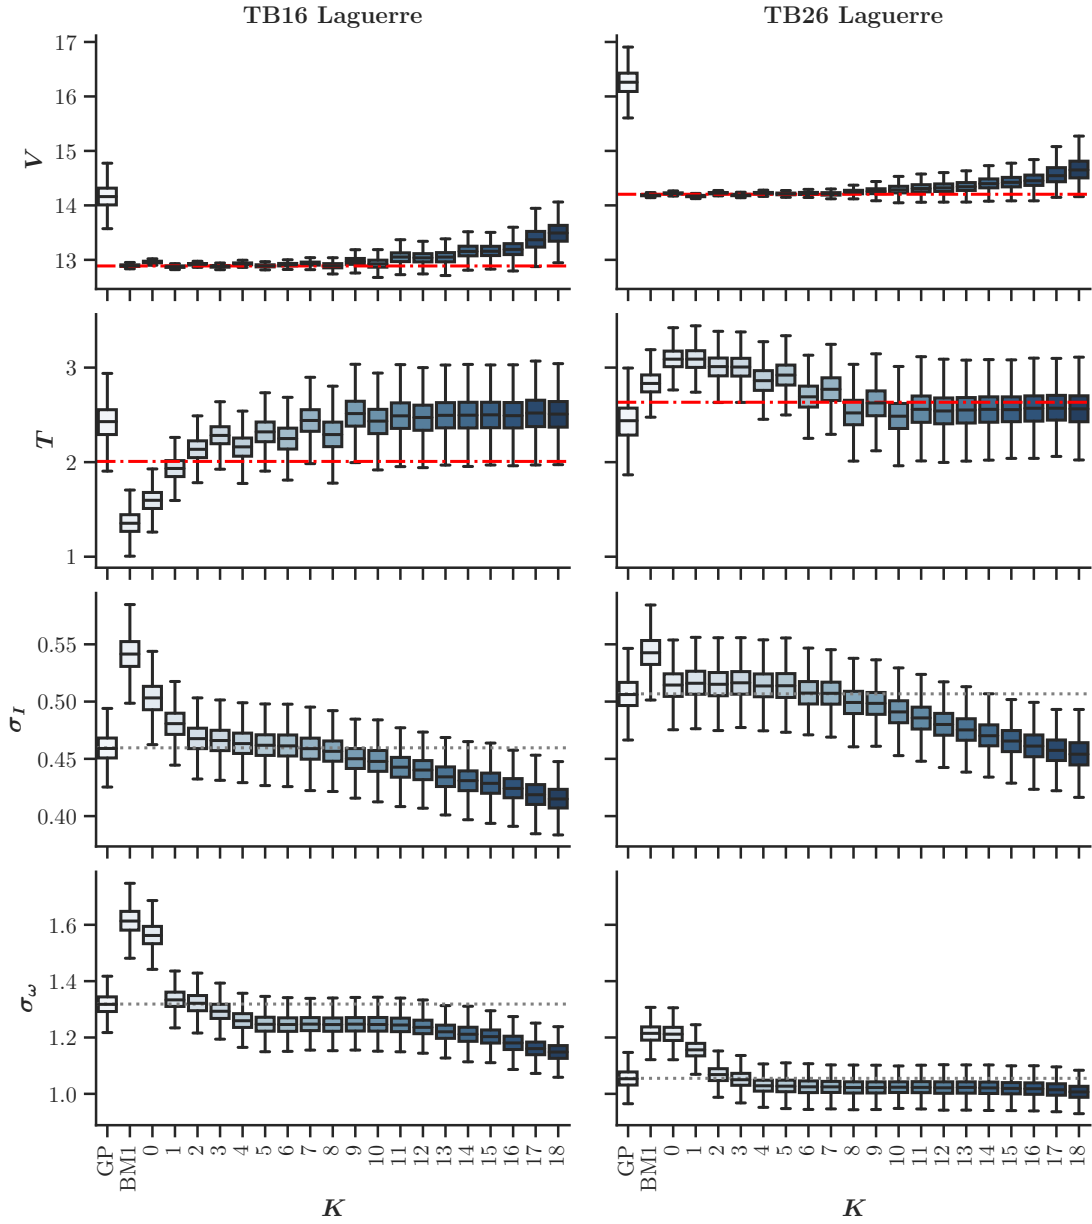 TB16 Laguerre
TB26 Laguerre
17
16
15
14
13
V
3
2
1
T
0.55
0.50
0.45
0.40
σ_I
1.6
1.4
1.2
1.0
σ_ω
GP BM1 0 1 2 3 4 5 6 7 8 9 10 11 12 13 14 15 16 17 18
GP BM1 0 1 2 3 4 5 6 7 8 9 10 11 12 13 14 15 16 17 18
K
K